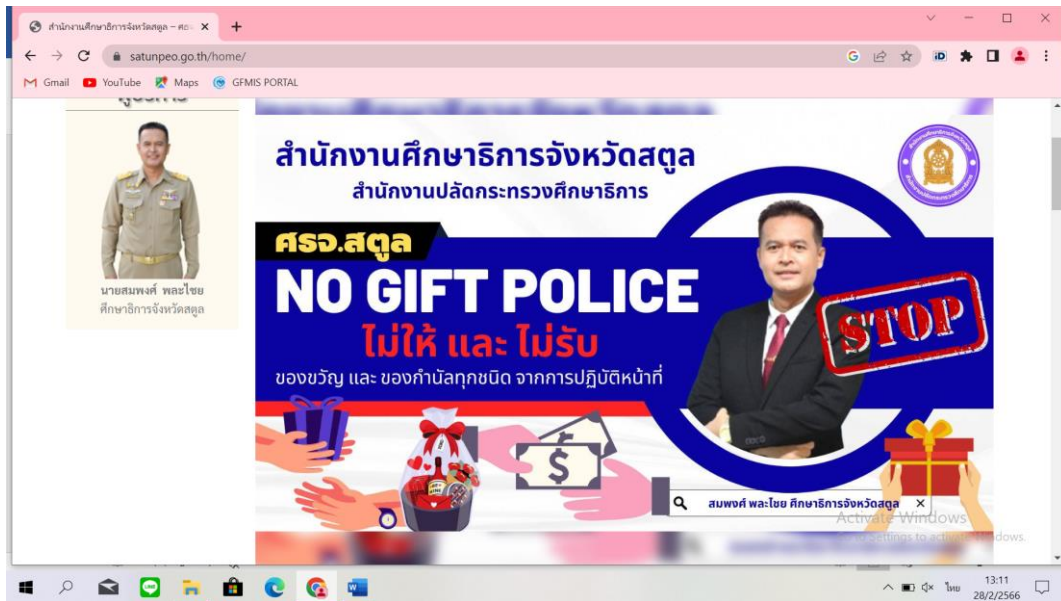 สำนักงานศึกษาธิการจังหวัดสตูล – ศธ
satunpeo.go.th/home/
Gmail
YouTube
Maps
GFMIS PORTAL
นายสมพงศ์ พละไชย
ศึกษาธิการจังหวัดสตูล
สำนักงานศึกษาธิการจังหวัดสตูล
สำนักงานปลัดกระทรวงศึกษาธิการ
ศธจ.สตูล
NO GIFT POLICE
ไม่ให้ และ ไม่รับ
ของขวัญ และ ของกำนัลทุกชนิด จากการปฏิบัติหน้าที่
STOP
$
สมพงศ์ พละไชย ศึกษาธิการจังหวัดสตูล
Activate Windows
Go to Settings to activate Windows.
ไทย
13:11
28/2/2566